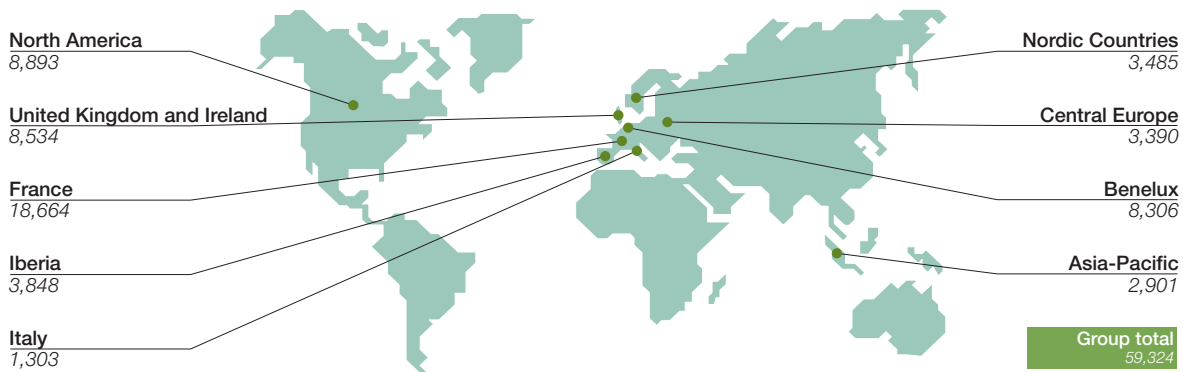 North America
8,893
United Kingdom and Ireland
8,534
France
18,664
Iberia
3,848
Italy
1,303
Nordic Countries
3,485
Central Europe
3,390
Benelux
8,306
Asia-Pacific
2,901
Group total
59,324